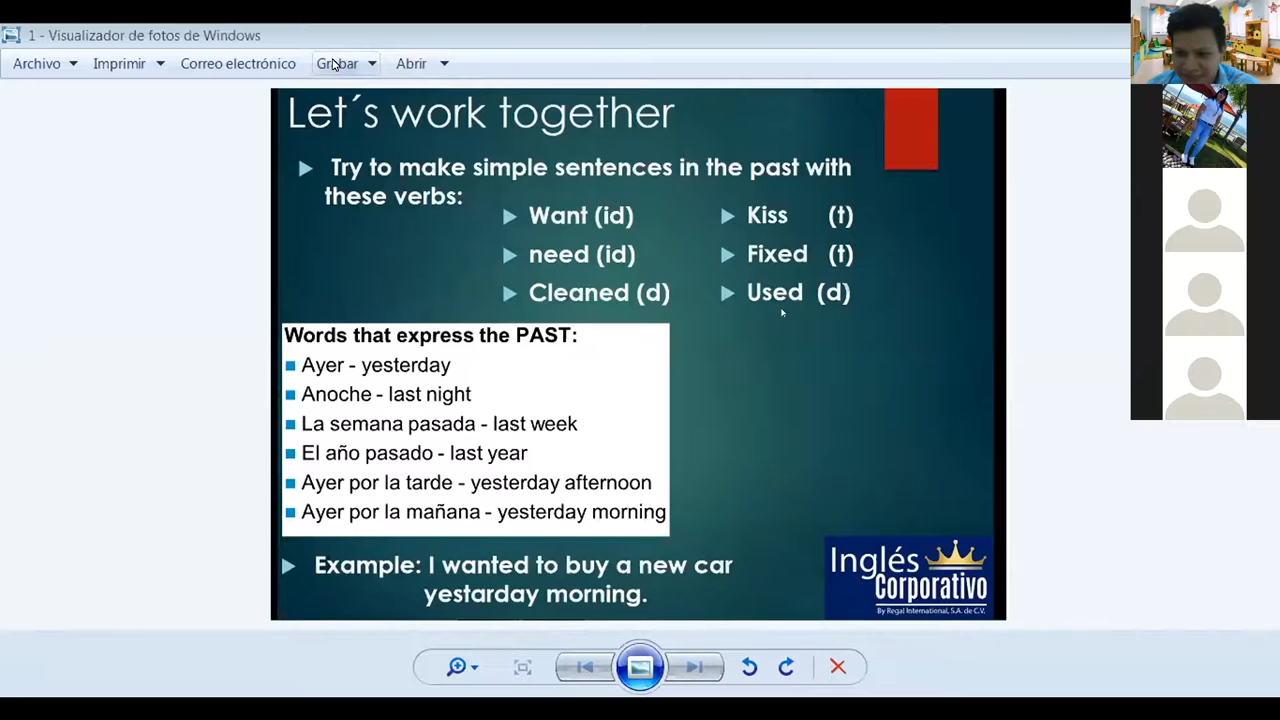 1 - Visualizador de fotos de Windows
Archivo Imprimir Correo electrónico Grabar Abrir
Let´s work together
Try to make simple sentences in the past with
these verbs:
Want (id)
need (id)
Cleaned (d)
Kiss (t)
Fixed (t)
Used (d)
Words that express the PAST:
Ayer - yesterday
Anoche - last night
La semana pasada - last week
El año pasado - last year
Ayer por la tarde - yesterday afternoon
Ayer por la mañana - yesterday morning
Example: I wanted to buy a new car
yestarday morning.
Inglés
Corporativo
By Regal International, S.A. de C.V.